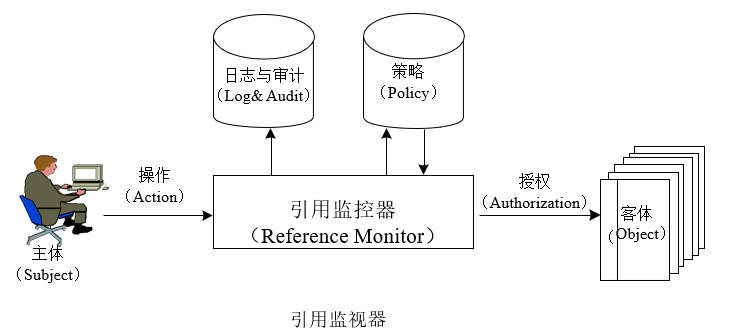 日志与审计
（Log& Audit）
策略
（Policy）
操作
（Action）
引用监控器
（Reference Monitor）
授权
（Authorization）
客体
（Object）
主体
（Subject）
引用监视器